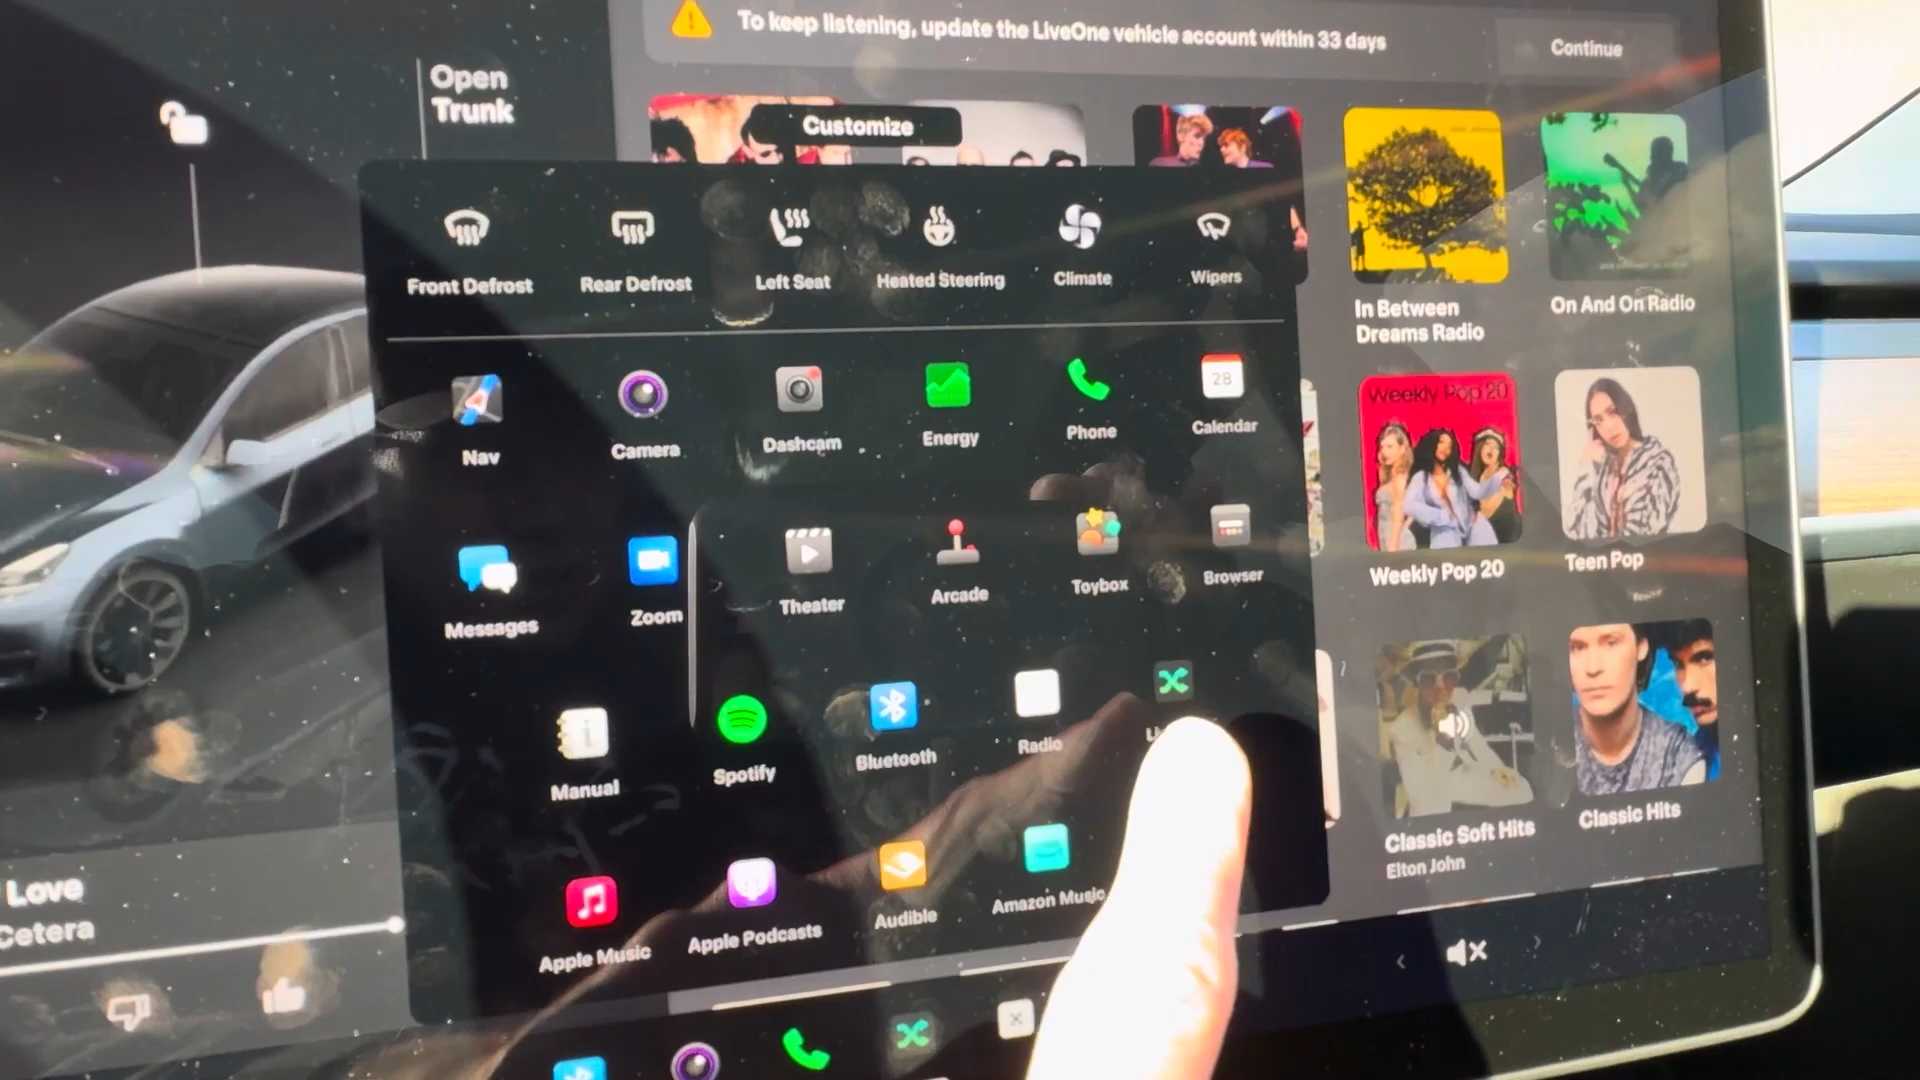 To keep listening, update the LiveOne vehicle account within 33 days
Continue
Open
Trunk
Customize
Front Defrost
Rear Defrost
Left Seat
Heated Steering
Climate
Wipers
In Between
Dreams Radio
On And On Radio
Nav
Camera
Dashcam
Energy
Phone
28
Calendar
Weekly Pop 20
Weekly Pop 20
Teen Pop
Messages
Zoom
Theater
Arcade
Toybox
Browser
Manual
Spotify
Bluetooth
Radio
Classic Soft Hits
Elton John
Classic Hits
Apple Music
Apple Podcasts
Audible
Amazon Music
Love
Cetera